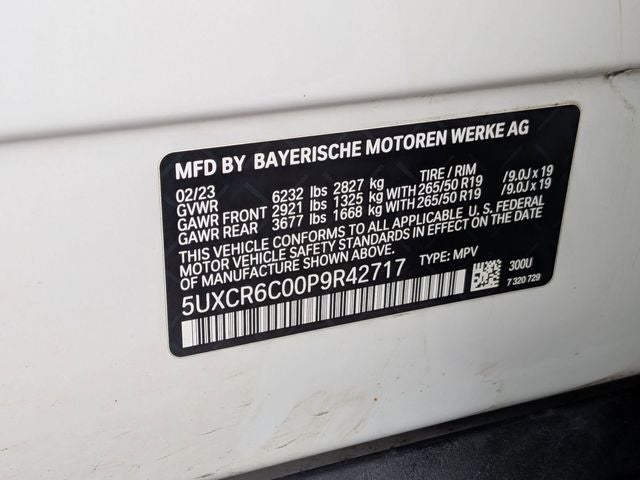 MFD BY BAYERISCHE MOTOREN WERKE AG
02/23 TIRE / RIM
GVWR 6232 lbs 2827 kg
GAWR FRONT 2921 lbs 1325 kg WITH 265/50 R19 /9.0J x 19
GAWR REAR 3677 lbs 1668 kg WITH 265/50 R19 /9.0J x 19
THIS VEHICLE CONFORMS TO ALL APPLICABLE U. S. FEDERAL
MOTOR VEHICLE SAFETY STANDARDS IN EFFECT ON THE DATE
OF MANUFACTURE SHOWN ABOVE.
5UXCR6C00P9R42717 TYPE: MPV 300U
7 320 729